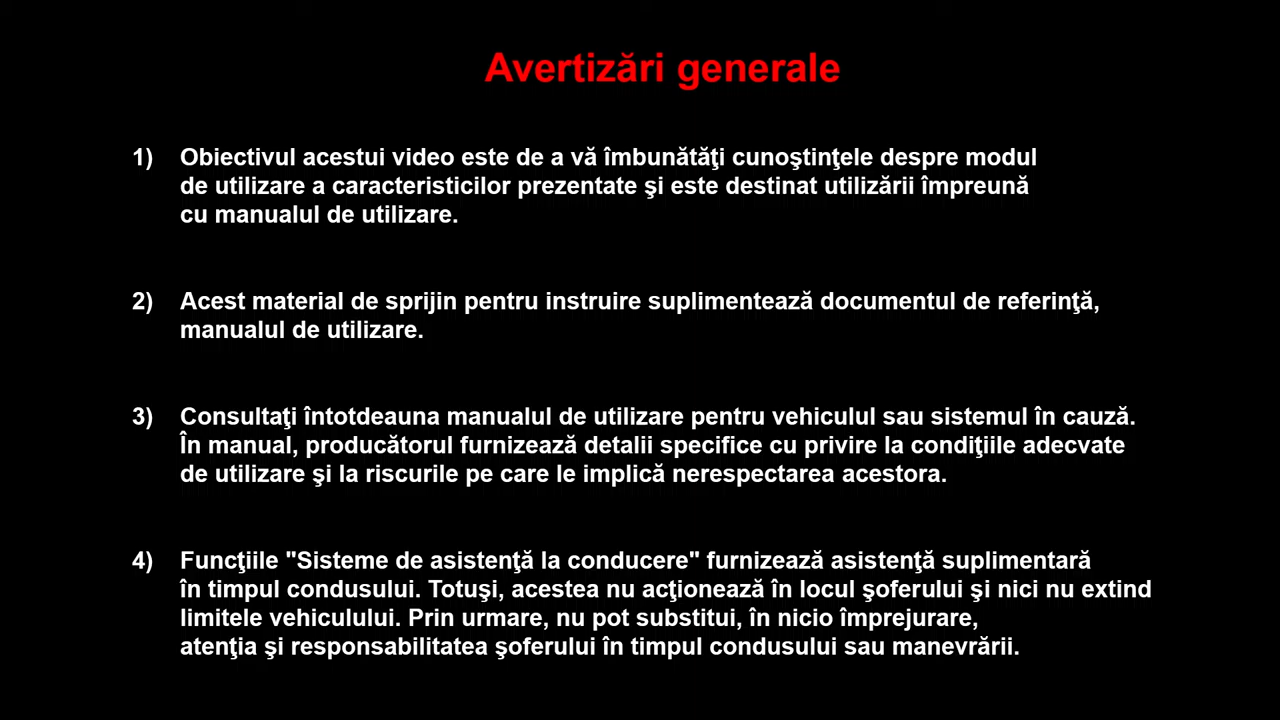 Avertizări generale
1) Obiectivul acestui video este de a vă îmbunătăţi cunoştinţele despre modul
de utilizare a caracteristicilor prezentate şi este destinat utilizării împreună
cu manualul de utilizare.
2) Acest material de sprijin pentru instruire suplimentează documentul de referinţă,
manualul de utilizare.
3) Consultaţi întotdeauna manualul de utilizare pentru vehiculul sau sistemul în cauză.
În manual, producătorul furnizează detalii specifice cu privire la condiţiile adecvate
de utilizare şi la riscurile pe care le implică nerespectarea acestora.
4) Funcţiile "Sisteme de asistenţă la conducere" furnizează asistenţă suplimentară
în timpul condusului. Totuşi, acestea nu acţionează în locul şoferului şi nici nu extind
limitele vehiculului. Prin urmare, nu pot substitui, în nicio împrejurare,
atenţia şi responsabilitatea şoferului în timpul condusului sau manevrării.